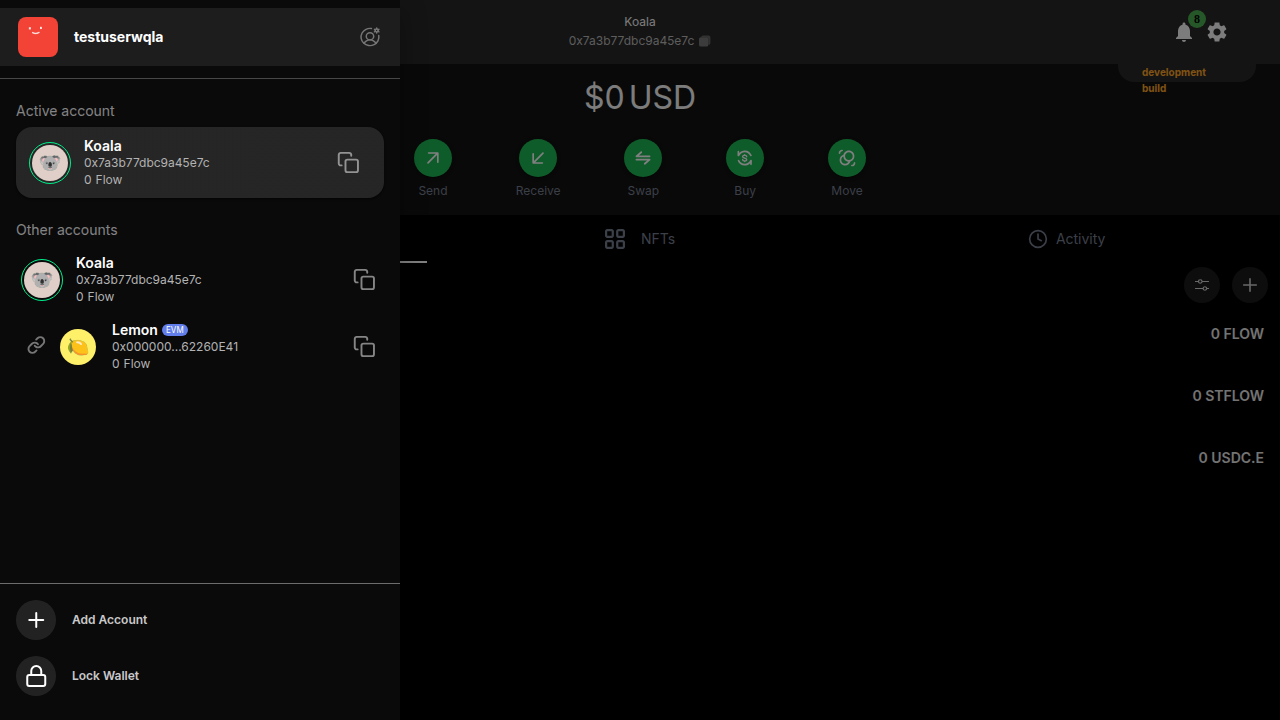 testuserwqla
Active account
Koala
0x7a3b77dbc9a45e7c
0 Flow
Other accounts
Koala
0x7a3b77dbc9a45e7c
0 Flow
Lemon EVM
0x000000...62260E41
0 Flow
Add Account
Lock Wallet
Koala
0x7a3b77dbc9a45e7c
8
development
build
$0 USD
Send
Receive
Swap
Buy
Move
NFTs
Activity
0 FLOW
0 STFLOW
0 USDC.E